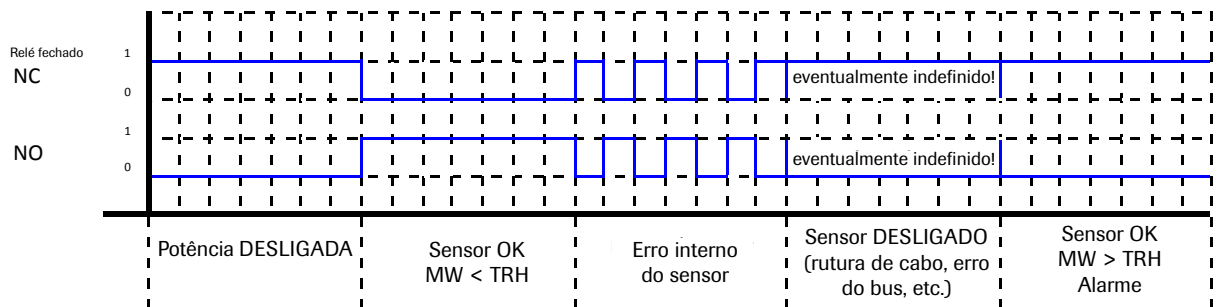 Relé fechado
1
NC
0
eventualmente indefinido!
1
NO
0
eventualmente indefinido!
Potência DESLIGADA
Sensor OK
MW < TRH
Erro interno
do sensor
Sensor DESLIGADO
(rutura de cabo, erro
do bus, etc.)
Sensor OK
MW > TRH
Alarme